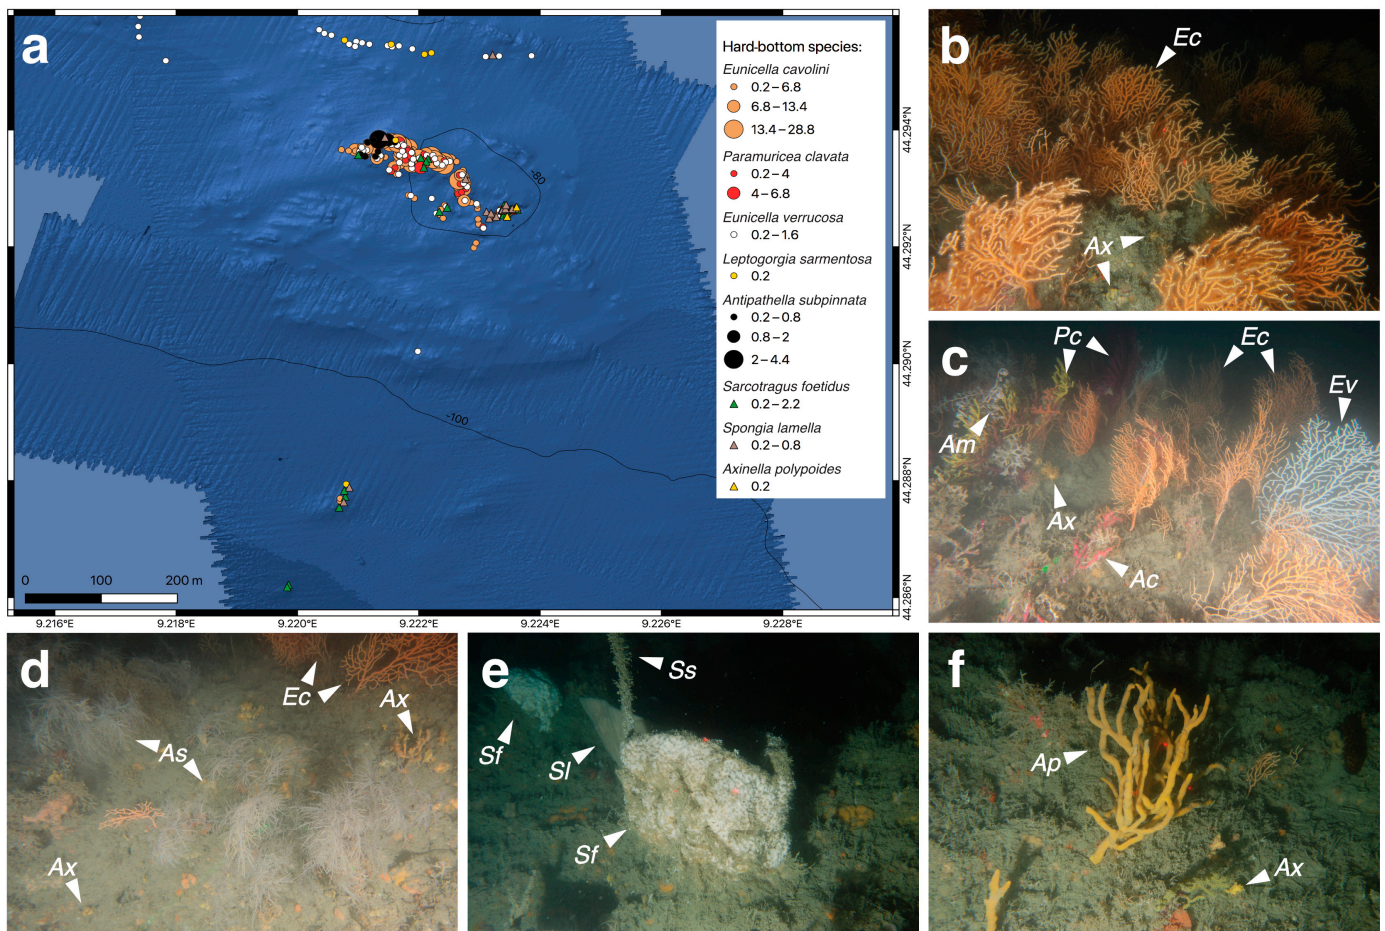 a
Hard-bottom species:
Eunicella cavolini
0.2 – 6.8
6.8 – 13.4
13.4 – 28.8
Paramuricea clavata
0.2 – 4
4 – 6.8
Eunicella verrucosa
0.2 – 1.6
Leptogorgia sarmentosa
0.2
Antipathella subpinnata
0.2 – 0.8
0.8 – 2
2 – 4.4
Sarcotragus foetidus
0.2 – 2.2
Spongia lamella
0.2 – 0.8
Axinella polypoides
0.2
-80
-100
0 100 200 m
9.216°E 9.218°E 9.220°E 9.222°E 9.224°E 9.226°E 9.228°E
44.294°N
44.292°N
44.290°N
44.288°N
44.286°N
b
Ec
Ax
c
Pc Ec
Ev
Am
Ax
Ac
d
Ec
Ax
As
Ax
e
Ss
Sf
Sl
Sf
f
Ap
Ax